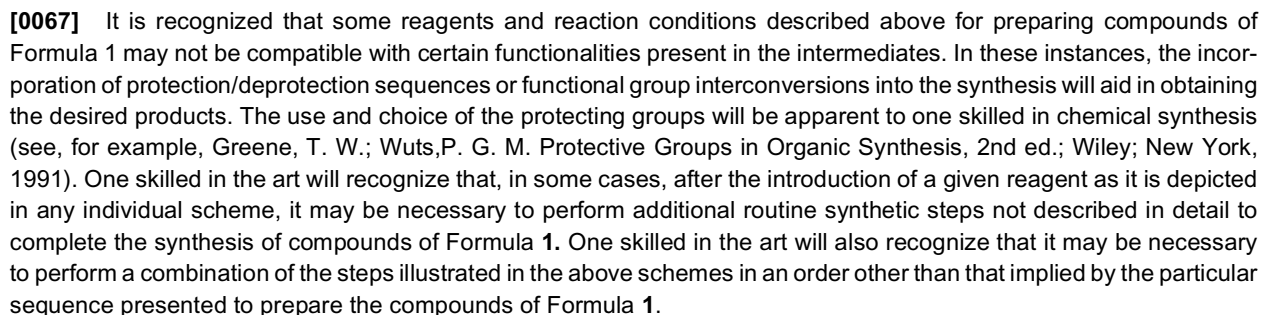 [0067] It is recognized that some reagents and reaction conditions described above for preparing compounds of
Formula 1 may not be compatible with certain functionalities present in the intermediates. In these instances, the incor-
poration of protection/deprotection sequences or functional group interconversions into the synthesis will aid in obtaining
the desired products. The use and choice of the protecting groups will be apparent to one skilled in chemical synthesis
(see, for example, Greene, T. W.; Wuts,P. G. M. Protective Groups in Organic Synthesis, 2nd ed.; Wiley; New York,
1991). One skilled in the art will recognize that, in some cases, after the introduction of a given reagent as it is depicted
in any individual scheme, it may be necessary to perform additional routine synthetic steps not described in detail to
complete the synthesis of compounds of Formula 1. One skilled in the art will also recognize that it may be necessary
to perform a combination of the steps illustrated in the above schemes in an order other than that implied by the particular
sequence presented to prepare the compounds of Formula 1.